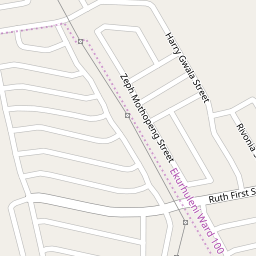 Harry Gwala Street
Zeph Mothopeng Street
Rivonia S
Ekurhuleni Ward 100
Ruth First S